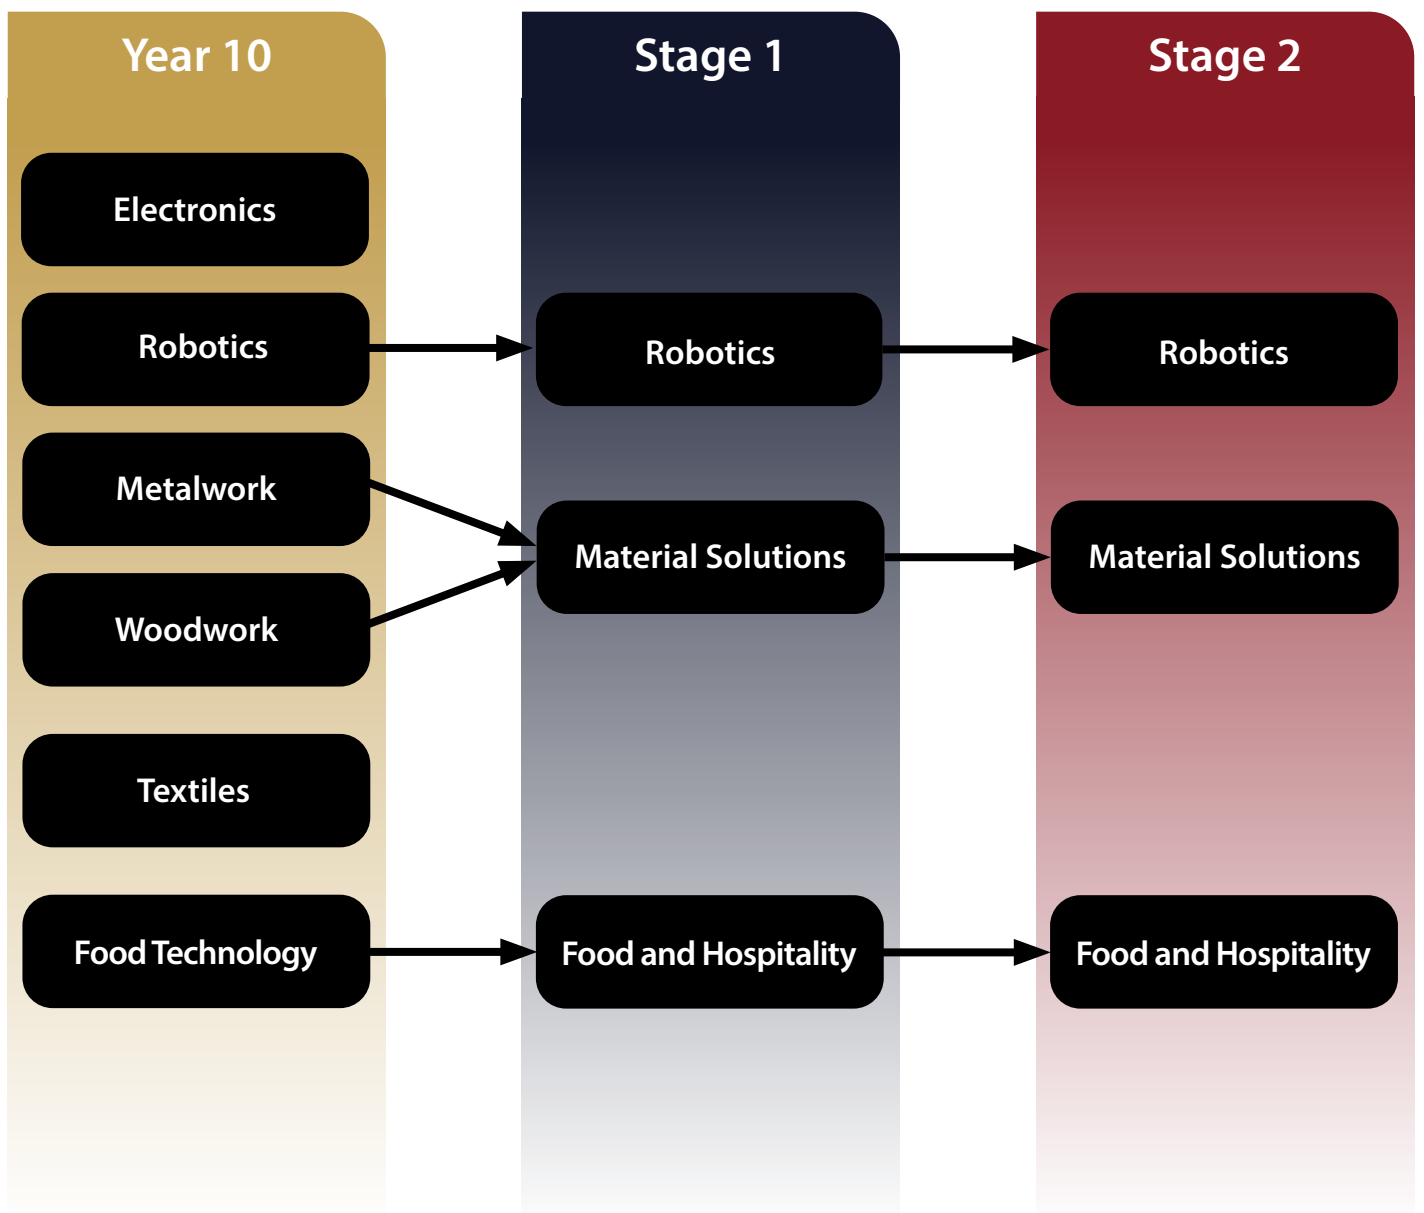 Year 10
Electronics
Robotics
Metalwork
Woodwork
Textiles
Food Technology
Stage 1
Robotics
Material Solutions
Food and Hospitality
Stage 2
Robotics
Material Solutions
Food and Hospitality